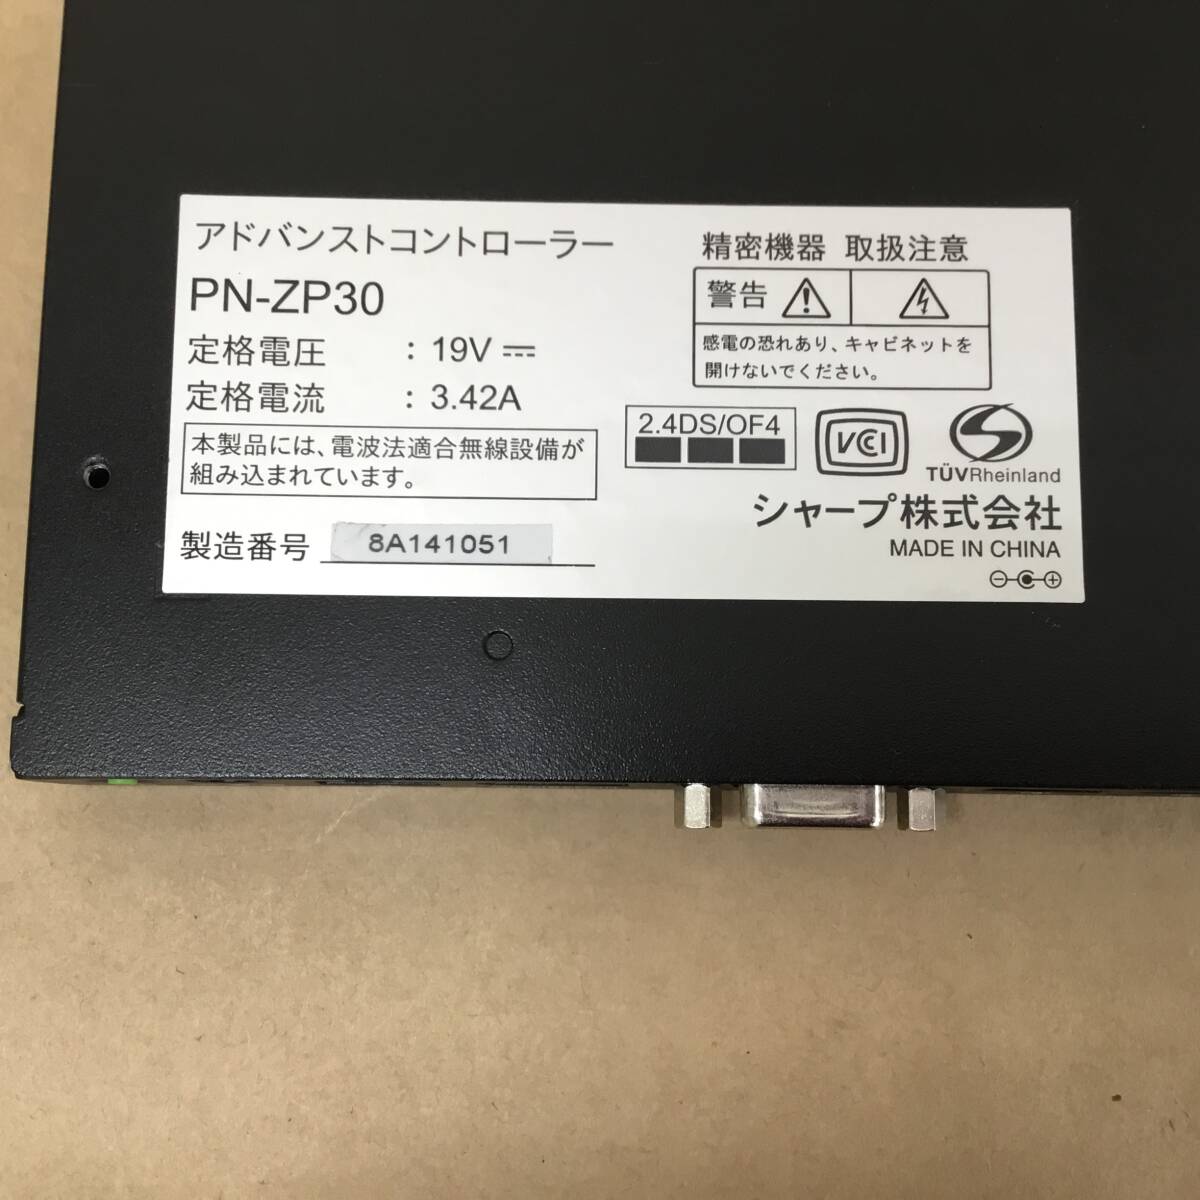 アドバンストコントローラー
PN-ZP30
定格電圧 : 19V
定格電流 : 3.42A
本製品には、電波法適合無線設備が
組み込まれています。
製造番号 8A141051
精密機器 取扱注意
警告
感電の恐れあり、キャビネットを
開けないでください。
2.4DS/OF4
VCCI
TÜVRheinland
シャープ株式会社
MADE IN CHINA